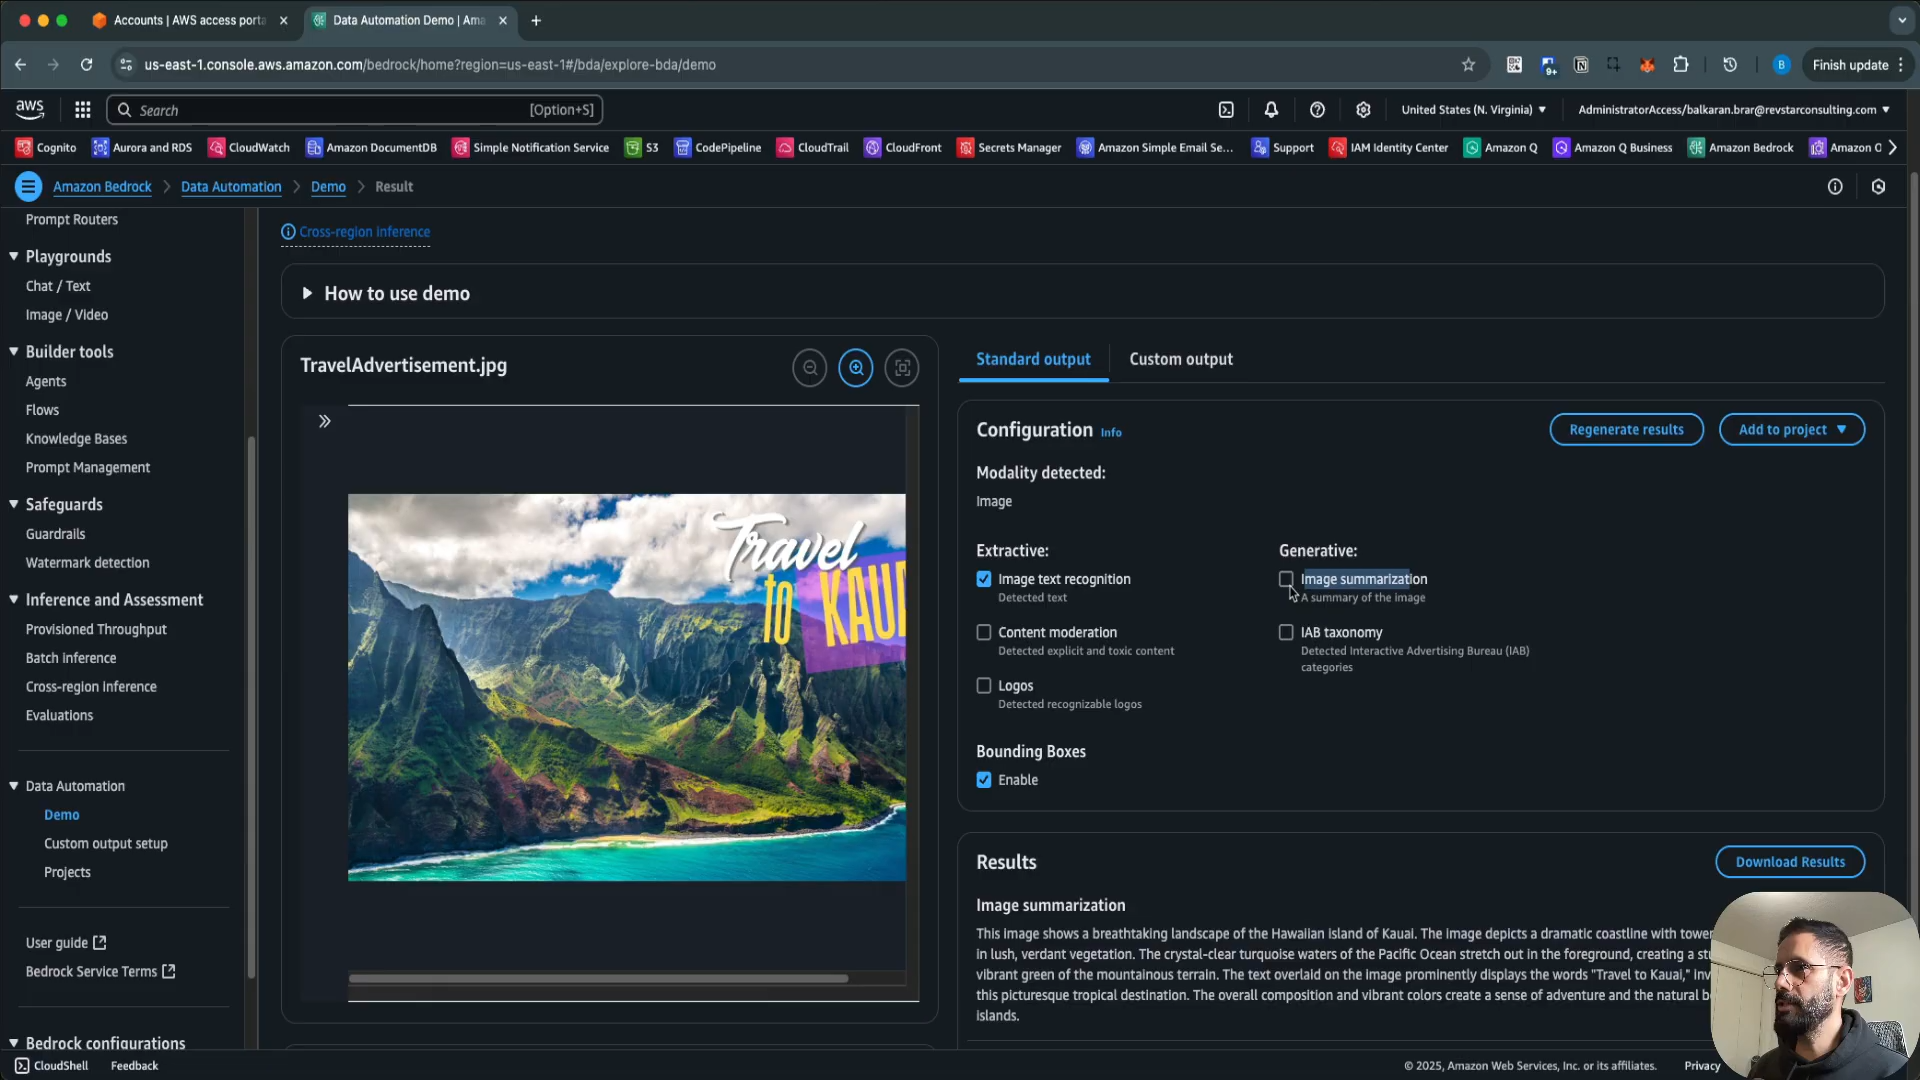 Accounts | AWS access porta
Data Automation Demo | Ama
us-east-1.console.aws.amazon.com/bedrock/home?region=us-east-1#/bda/explore-bda/demo
9+
B
Finish update
aws
Search
[Option+S]
United States (N. Virginia)
AdministratorAccess/balkaran.brar@revstarconsulting.com
Cognito
Aurora and RDS
CloudWatch
Amazon DocumentDB
Simple Notification Service
S3
CodePipeline
CloudTrail
CloudFront
Secrets Manager
Amazon Simple Email Se...
Support
IAM Identity Center
Amazon Q
Amazon Q Business
Amazon Bedrock
Amazon O
Amazon Bedrock
Data Automation
Demo
Result
Prompt Routers
Playgrounds
Chat / Text
Image / Video
Builder tools
Agents
Flows
Knowledge Bases
Prompt Management
Safeguards
Guardrails
Watermark detection
Inference and Assessment
Provisioned Throughput
Batch inference
Cross-region inference
Evaluations
Data Automation
Demo
Custom output setup
Projects
User guide
Bedrock Service Terms
Bedrock configurations
Cross-region inference
How to use demo
TravelAdvertisement.jpg
Travel
to KAUA
Standard output
Custom output
Configuration Info
Regenerate results
Add to project
Modality detected:
Image
Extractive:
Image text recognition
Detected text
Content moderation
Detected explicit and toxic content
Logos
Detected recognizable logos
Bounding Boxes
Enable
Generative:
Image summarization
A summary of the image
IAB taxonomy
Detected Interactive Advertising Bureau (IAB)
categories
Results
Download Results
Image summarization
This image shows a breathtaking landscape of the Hawaiian island of Kauai. The image depicts a dramatic coastline with tower
in lush, verdant vegetation. The crystal-clear turquoise waters of the Pacific Ocean stretch out in the foreground, creating a stu
vibrant green of the mountainous terrain. The text overlaid on the image prominently displays the words "Travel to Kauai," inv
this picturesque tropical destination. The overall composition and vibrant colors create a sense of adventure and the natural b
islands.
CloudShell
Feedback
© 2025, Amazon Web Services, Inc. or its affiliates.
Privacy